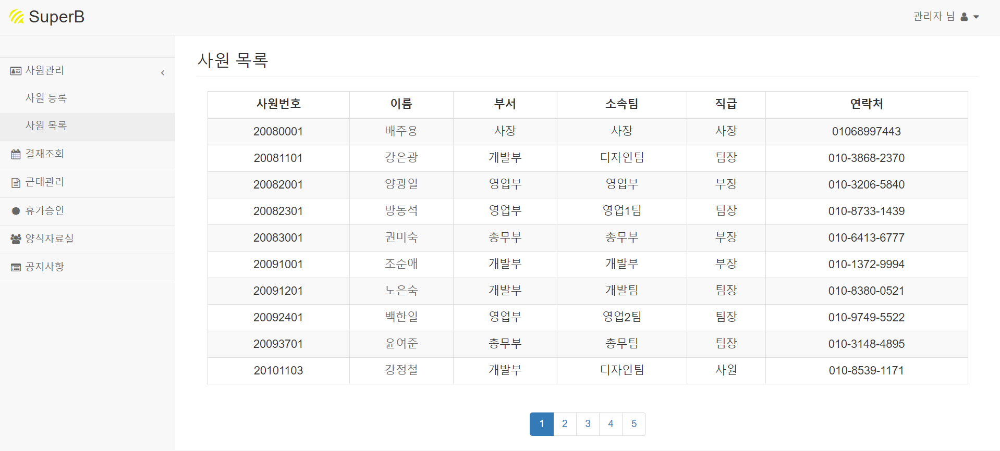 SuperB
관리자 님
사원관리
사원 등록
사원 목록
결재조회
근태관리
휴가승인
양식자료실
공지사항
사원 목록
사원번호 이름 부서 소속팀 직급 연락처
20080001 배주용 사장 사장 사장 01068997443
20081101 강은광 개발부 디자인팀 팀장 010-3868-2370
20082001 양광일 영업부 영업부 부장 010-3206-5840
20082301 방동석 영업부 영업1팀 팀장 010-8733-1439
20083001 권미숙 총무부 총무부 부장 010-6413-6777
20091001 조순애 개발부 개발부 부장 010-1372-9994
20091201 노은숙 개발부 개발팀 팀장 010-8380-0521
20092401 백한일 영업부 영업2팀 팀장 010-9749-5522
20093701 윤여준 총무부 총무팀 팀장 010-3148-4895
20101103 강정철 개발부 디자인팀 사원 010-8539-1171
1 2 3 4 5